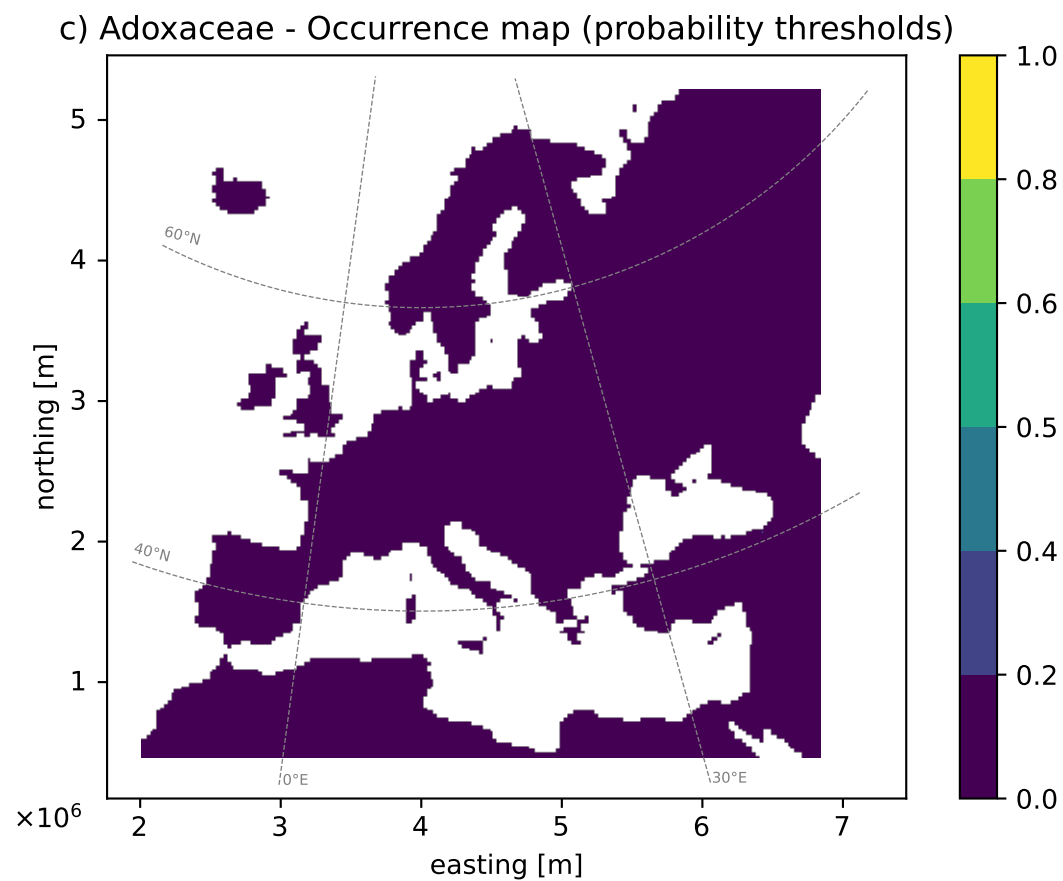 c) Adoxaceae - Occurrence map (probability thresholds)
1.0
5
0.8
60°N
4
0.6
northing [m]
3
0.5
2
40°N
0.4
1
0.2
0°E
30°E
0.0
×10⁶
2 3 4 5 6 7
easting [m]